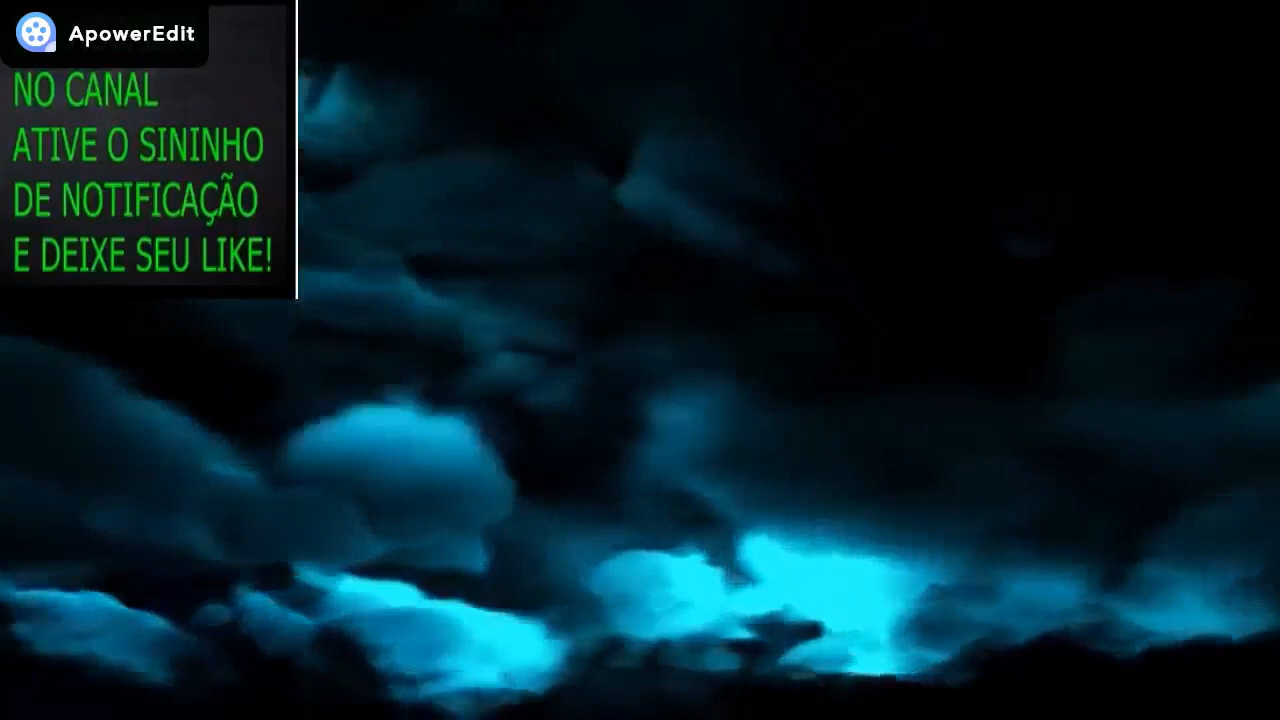 ApowerEdit
NO CANAL
ATIVE O SININHO
DE NOTIFICAÇÃO
E DEIXE SEU LIKE!